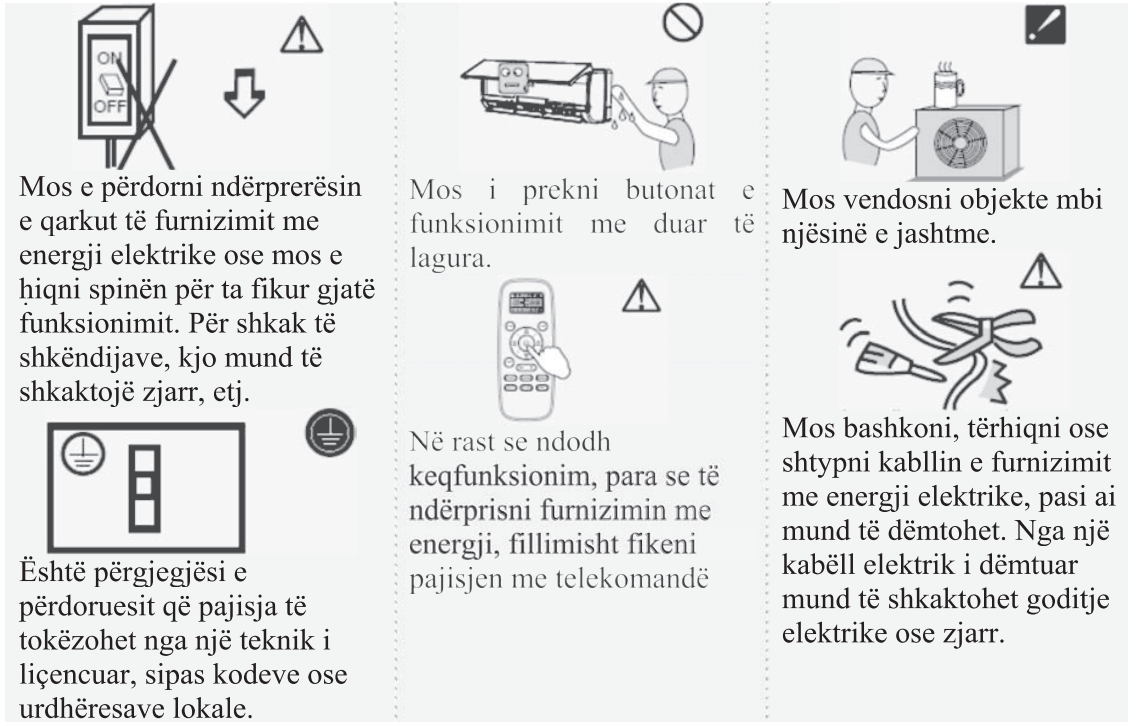 ON
OFF
Mos e përdorni ndërprerësin
e qarkut të furnizimit me
energji elektrike ose mos e
hiqni spinën për ta fikur gjatë
funksionimit. Për shkak të
shkëndijave, kjo mund të
shkaktojë zjarr, etj.
Është përgjegjësi e
përdoruesit që pajisja të
tokëzohet nga një teknik i
liçencuar, sipas kodeve ose
urdhëresave lokale.
Mos i prekni butonat e
funksionimit me duar të
lagura.
Në rast se ndodh
keqfunksionim, para se të
ndërprisni furnizimin me
energji, fillimisht fikeni
pajisjen me telekomandë
Mos vendosni objekte mbi
njësinë e jashtme.
Mos bashkoni, tërhiqni ose
shtypni kabllin e furnizimit
me energji elektrike, pasi ai
mund të dëmtohet. Nga një
kabëll elektrik i dëmtuar
mund të shkaktohet goditje
elektrike ose zjarr.